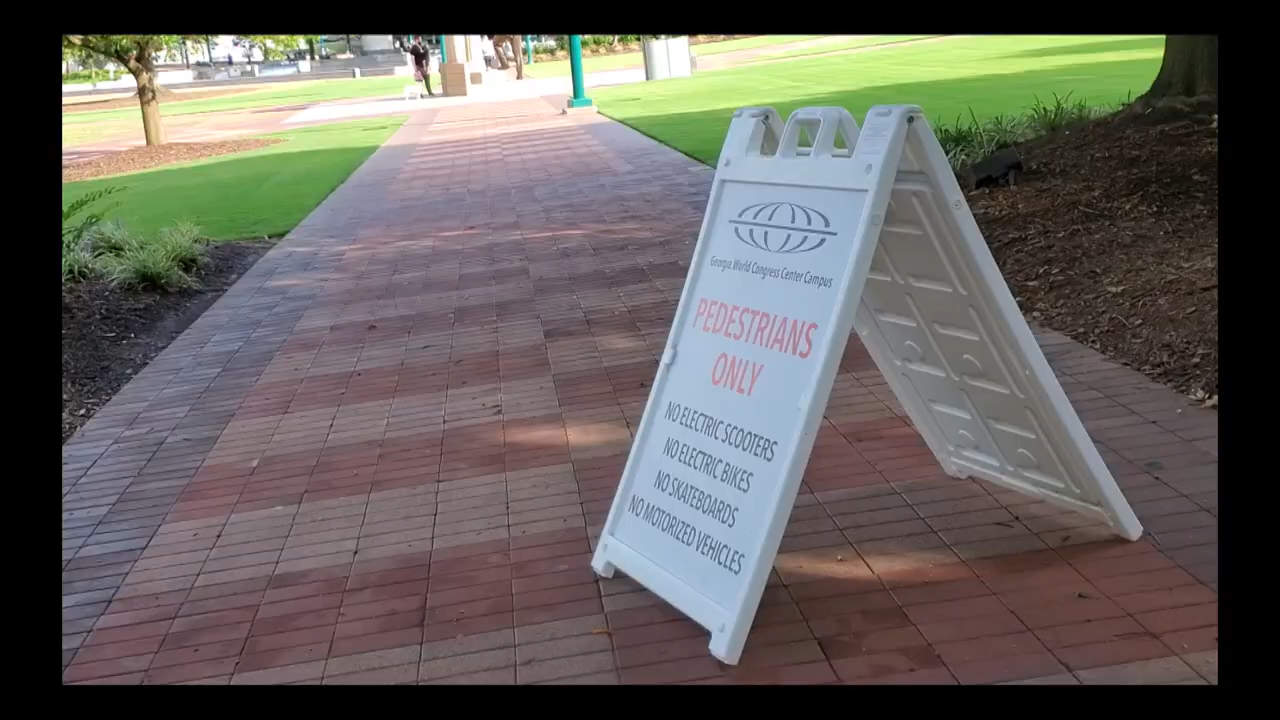 Georgia World Congress Center Campus
PEDESTRIANS
ONLY
NO ELECTRIC SCOOTERS
NO ELECTRIC BIKES
NO SKATEBOARDS
NO MOTORIZED VEHICLES